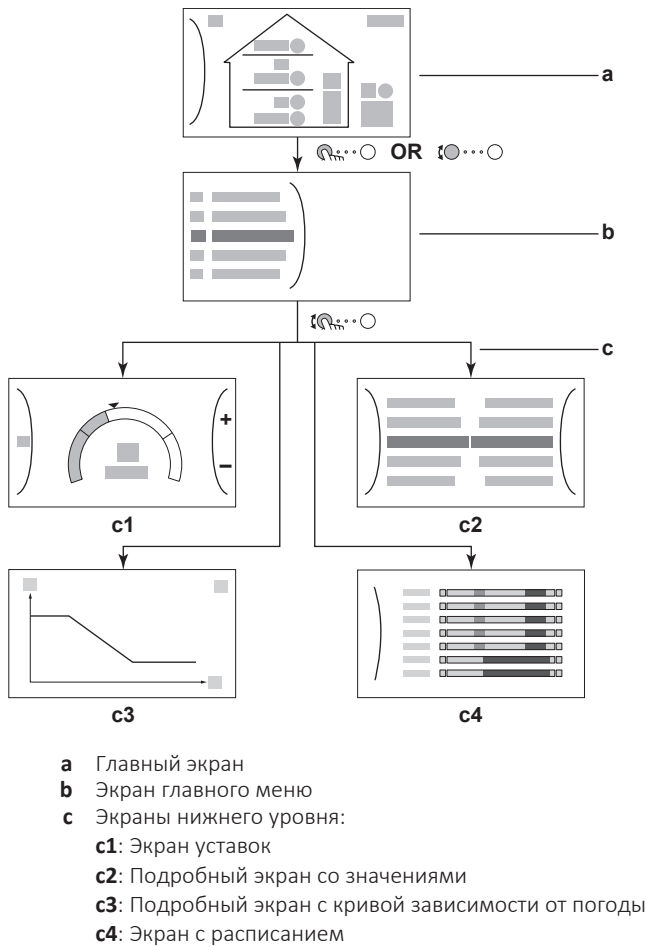 a
OR
b
c
+
−
c1
c2
c3
c4
a Главный экран
b Экран главного меню
c Экраны нижнего уровня:
c1: Экран уставок
c2: Подробный экран со значениями
c3: Подробный экран с кривой зависимости от погоды
c4: Экран с расписанием